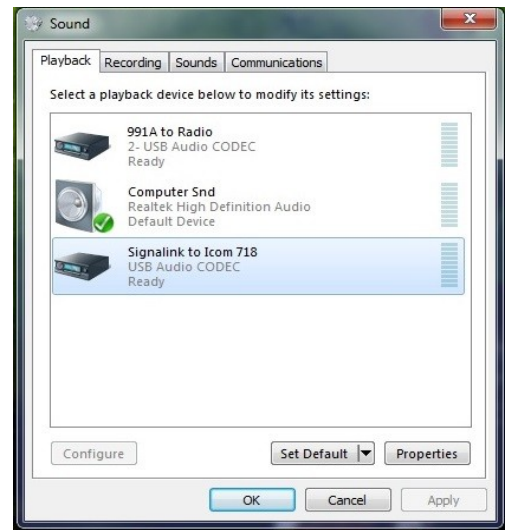 Sound
Playback Recording Sounds Communications
Select a playback device below to modify its settings:
991A to Radio
2- USB Audio CODEC
Ready
Computer Snd
Realtek High Definition Audio
Default Device
Signalink to Icom 718
USB Audio CODEC
Ready
Configure Set Default Properties
OK Cancel Apply